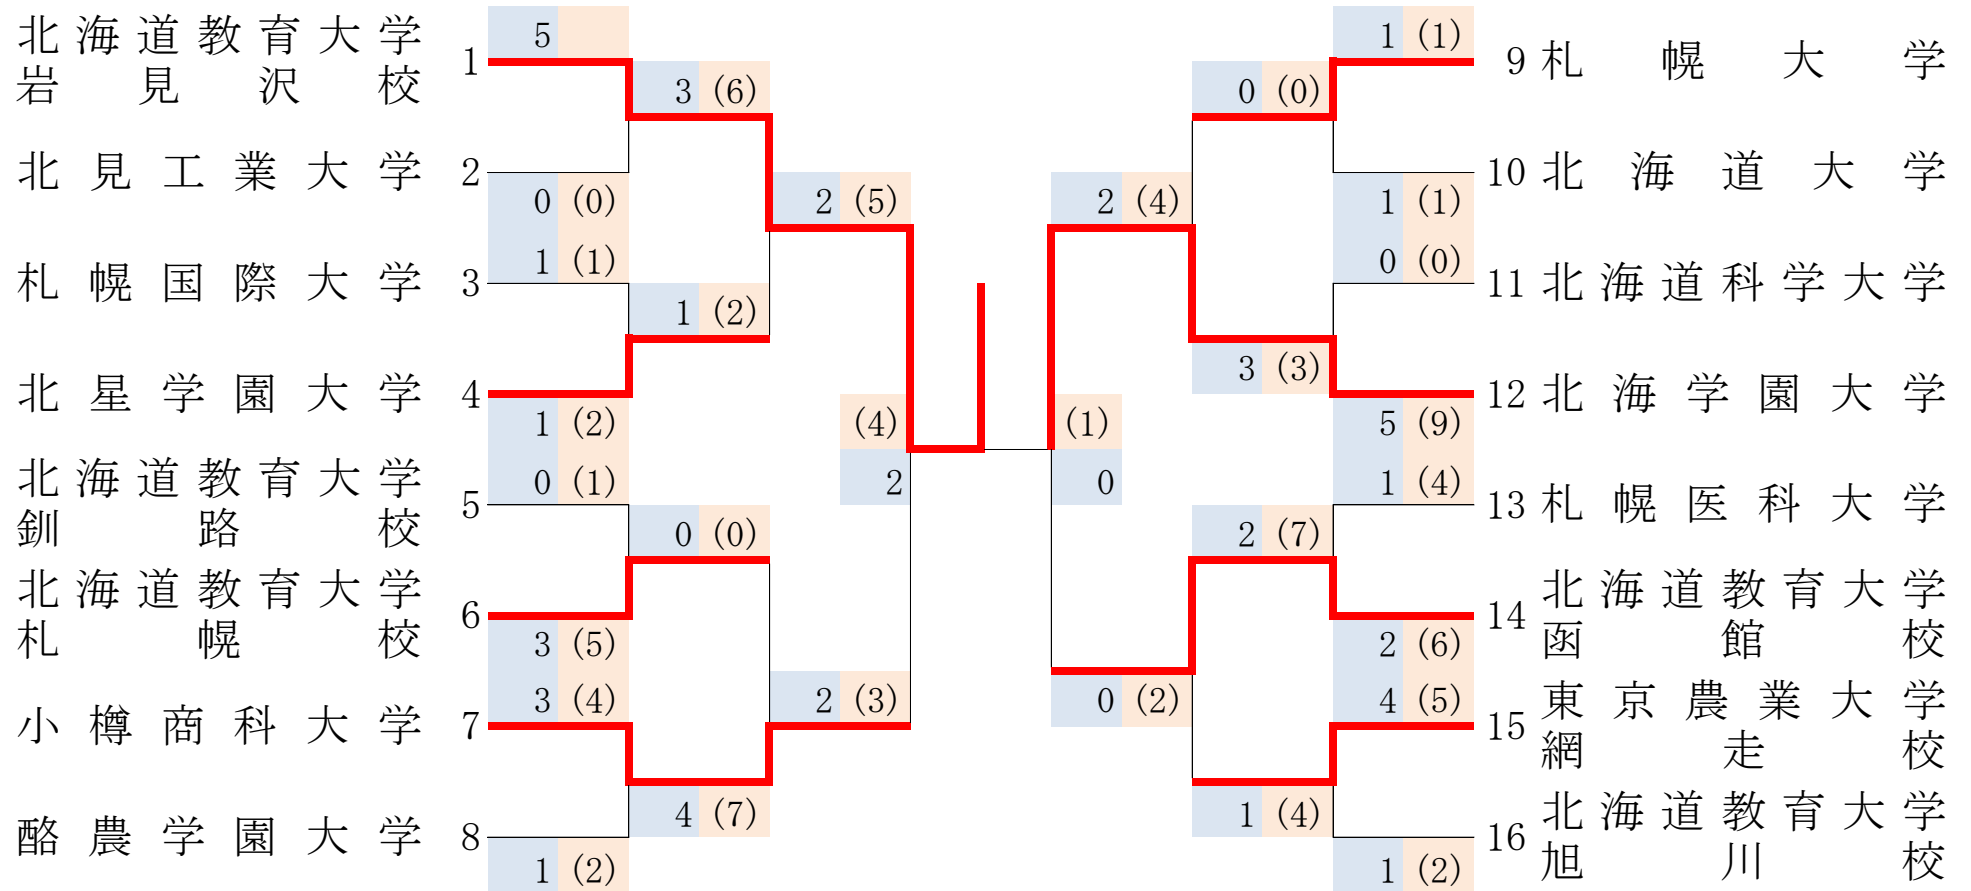 北海道教育大学
岩見沢校
1
5
3 (6)
北見工業大学
2
0 (0)
2 (5)
札幌国際大学
3
1 (1)
1 (2)
北星学園大学
4
1 (2)
(4)
2
北海道教育大学
釧路校
5
0 (1)
0 (0)
北海道教育大学
札幌校
6
3 (5)
小樽商科大学
7
3 (4)
2 (3)
4 (7)
酪農学園大学
8
1 (2)
1 (1)
9 札幌大学
0 (0)
10 北海道大学
1 (1)
2 (4)
0 (0)
11 北海道科学大学
3 (3)
12 北海学園大学
5 (9)
(1)
0
1 (4)
13 札幌医科大学
2 (7)
14
北海道教育大学
函館校
2 (6)
4 (5)
15
東京農業大学
網走校
0 (2)
1 (4)
16
北海道教育大学
旭川校
1 (2)